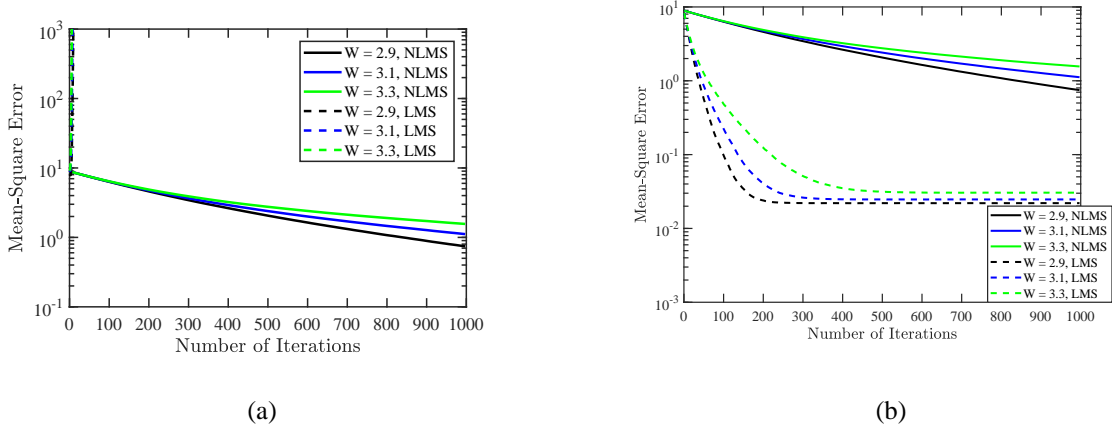 10^3
10^2
10^1
10^0
10^-1
Mean-Square Error
0 100 200 300 400 500 600 700 800 900 1000
Number of Iterations
W = 2.9, NLMS
W = 3.1, NLMS
W = 3.3, NLMS
W = 2.9, LMS
W = 3.1, LMS
W = 3.3, LMS
(a)
10^1
10^0
10^-1
10^-2
10^-3
Mean-Square Error
0 100 200 300 400 500 600 700 800 900 1000
Number of Iterations
W = 2.9, NLMS
W = 3.1, NLMS
W = 3.3, NLMS
W = 2.9, LMS
W = 3.1, LMS
W = 3.3, LMS
(b)